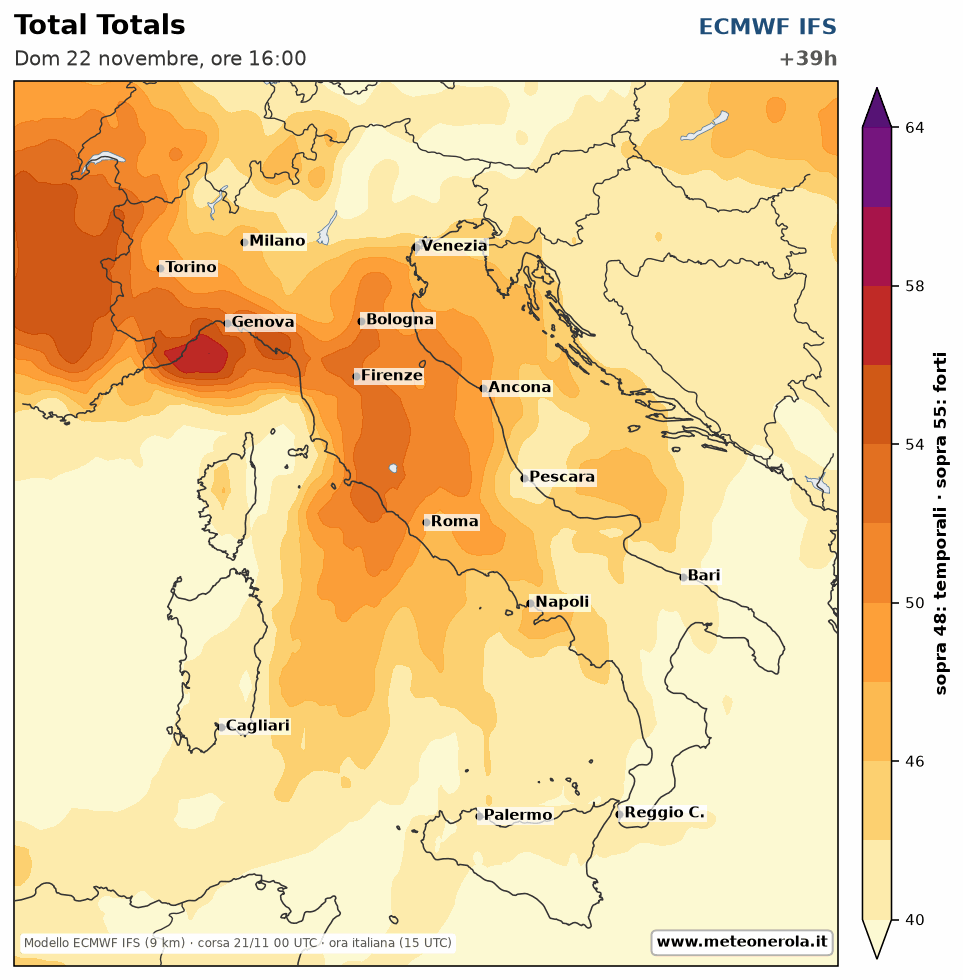 Total Totals
ECMWF IFS
Dom 22 novembre, ore 16:00
+39h
64
58
54
50
46
40
sopra 48: temporali · sopra 55: forti
Milano
Venezia
Torino
Genova
Bologna
Firenze
Ancona
Pescara
Roma
Bari
Napoli
Cagliari
Palermo
Reggio C.
Modello ECMWF IFS (9 km) · corsa 21/11 00 UTC · ora italiana (15 UTC)
www.meteonerola.it